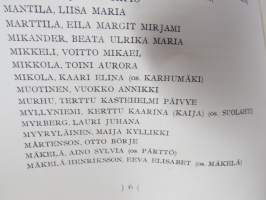 MANTILA, LIISA MARIA
MARTTILA, EILA MARGIT MIRJAMI
MIKANDER, BEATA ULRIKA MARIA
MIKKELI, VOITTO MIKAEL
MIKKOLA, TOINI AURORA
MIKOLA, KAARI ELINA (os. KARHUMÄKI)
MUOTINEN, VUOKKO ANNIKKI
MURHU, TERTTU KASTEHELMI PÄIVYE
MYLLYNIEMI, KERTTU KAARINA (KAIJA) (os. SUOLAHTI)
MYRBERG, LAURI JUHANA
MYYRYLÄINEN, MAIJA KYLLIKKI
MÅRTENSON, OTTO BÖRJE
MÄKELÄ, AINO SYLVIA (os. PÄRTTÖ)
MÄKELÄ-HENRIKSSON, EEVA ELISABET (os. MÄKELÄ)